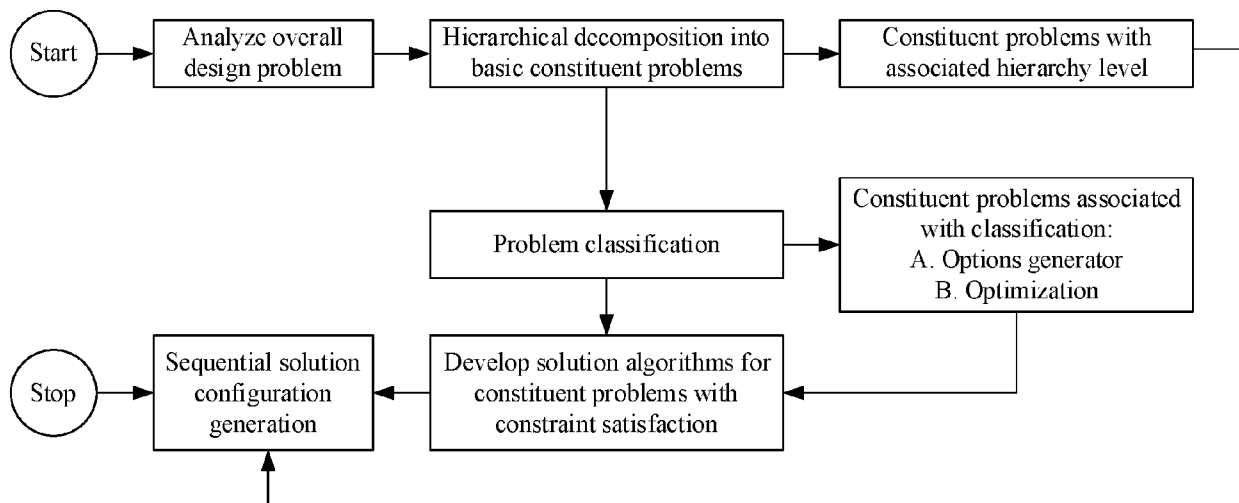 Start
Analyze overall
design problem
Hierarchical decomposition into
basic constituent problems
Constituent problems with
associated hierarchy level
Problem classification
Constituent problems associated
with classification:
A. Options generator
B. Optimization
Stop
Sequential solution
configuration
generation
Develop solution algorithms for
constituent problems with
constraint satisfaction